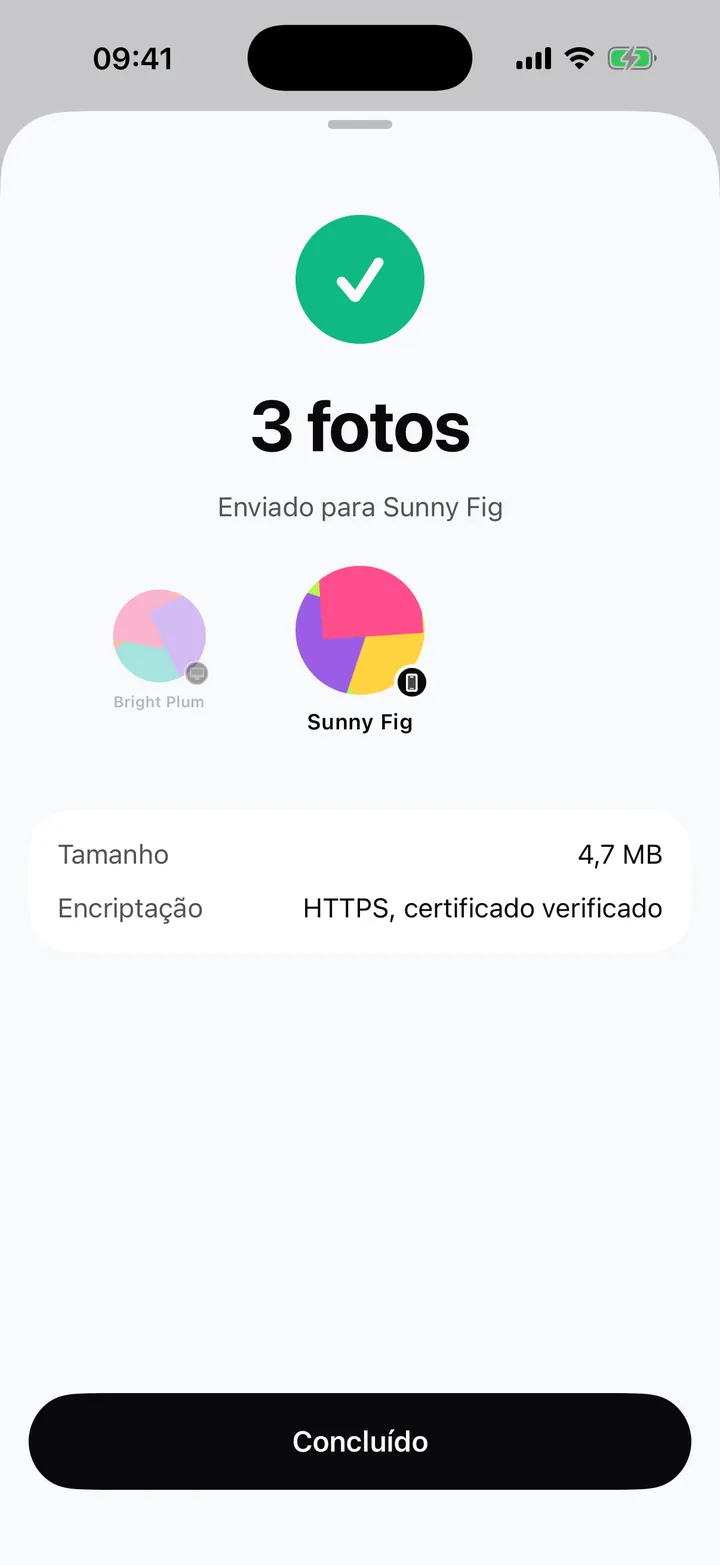 09:41
3 fotos
Enviado para Sunny Fig
Bright Plum
Sunny Fig
Tamanho 4,7 MB
Encriptação HTTPS, certificado verificado
Concluído